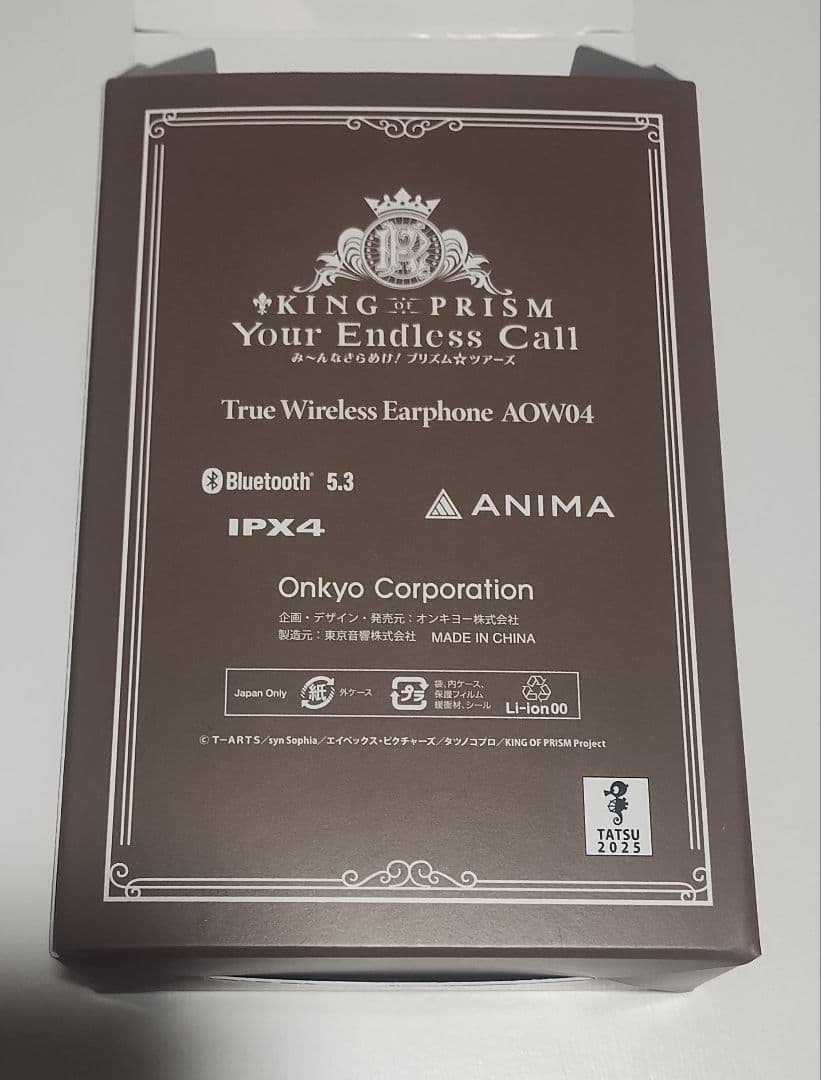 KING OF PRISM
Your Endless Call
み〜んなきらめけ！プリズム☆ツアーズ
True Wireless Earphone AOW04
Bluetooth® 5.3
ANIMA
IPX4
Onkyo Corporation
企画・デザイン・発売元：オンキヨー株式会社
製造元：東京音響株式会社 MADE IN CHINA
Japan Only
紙 外ケース
プラ 袋、内ケース、
保護フィルム
緩衝材、シール
Li-ion 00
© T-ARTS／syn Sophia／エイベックス・ピクチャーズ／タツノコプロ／KING OF PRISM Project
TATSU
2025